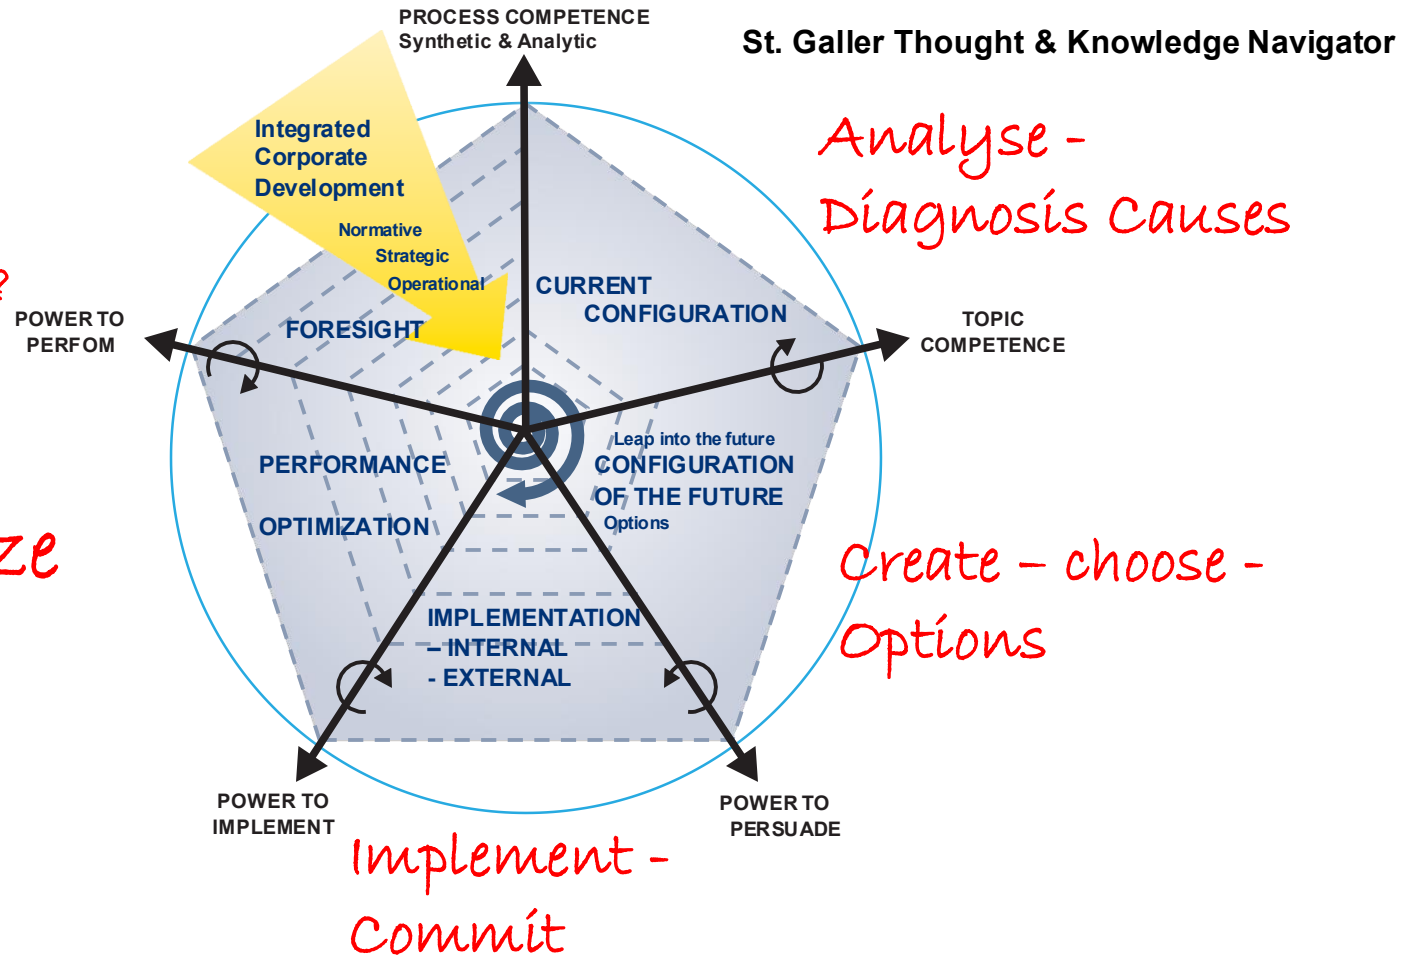 PROCESS COMPETENCE
Synthetic & Analytic
St. Galler Thought & Knowledge Navigator
Integrated
Corporate
Development
Normative
Strategic
Operational
Analyse -
Diagnosis Causes
?
POWER TO
PERFOM
FORESIGHT
CURRENT
CONFIGURATION
TOPIC
COMPETENCE
PERFORMANCE
OPTIMIZATION
Leap into the future
CONFIGURATION
OF THE FUTURE
Options
ze
Create – choose -
Options
IMPLEMENTATION
– INTERNAL
- EXTERNAL
POWER TO
IMPLEMENT
POWER TO
PERSUADE
Implement -
Commit